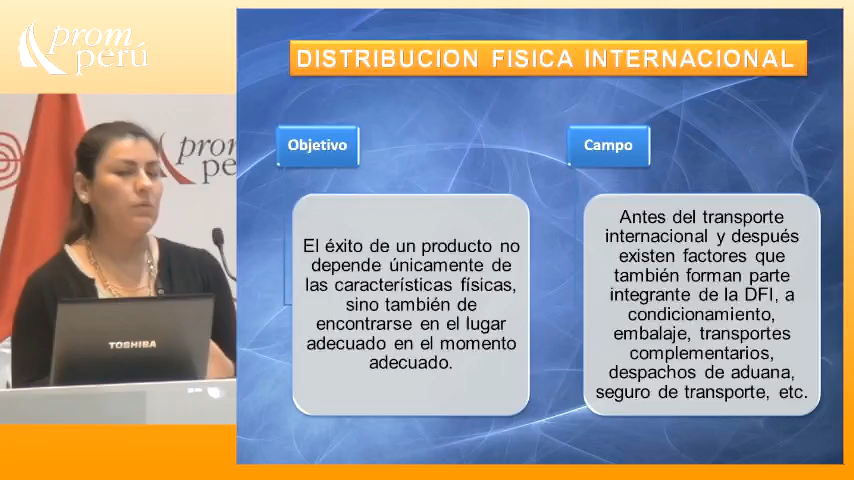 prom
perú
DISTRIBUCION FISICA INTERNACIONAL
Objetivo
Campo
El éxito de un producto no
depende únicamente de
las características físicas,
sino también de
encontrarse en el lugar
adecuado en el momento
adecuado.
Antes del transporte
internacional y después
existen factores que
también forman parte
integrante de la DFI, a
condicionamiento,
embalaje, transportes
complementarios,
despachos de aduana,
seguro de transporte, etc.
prom
pe
TOSHIBA